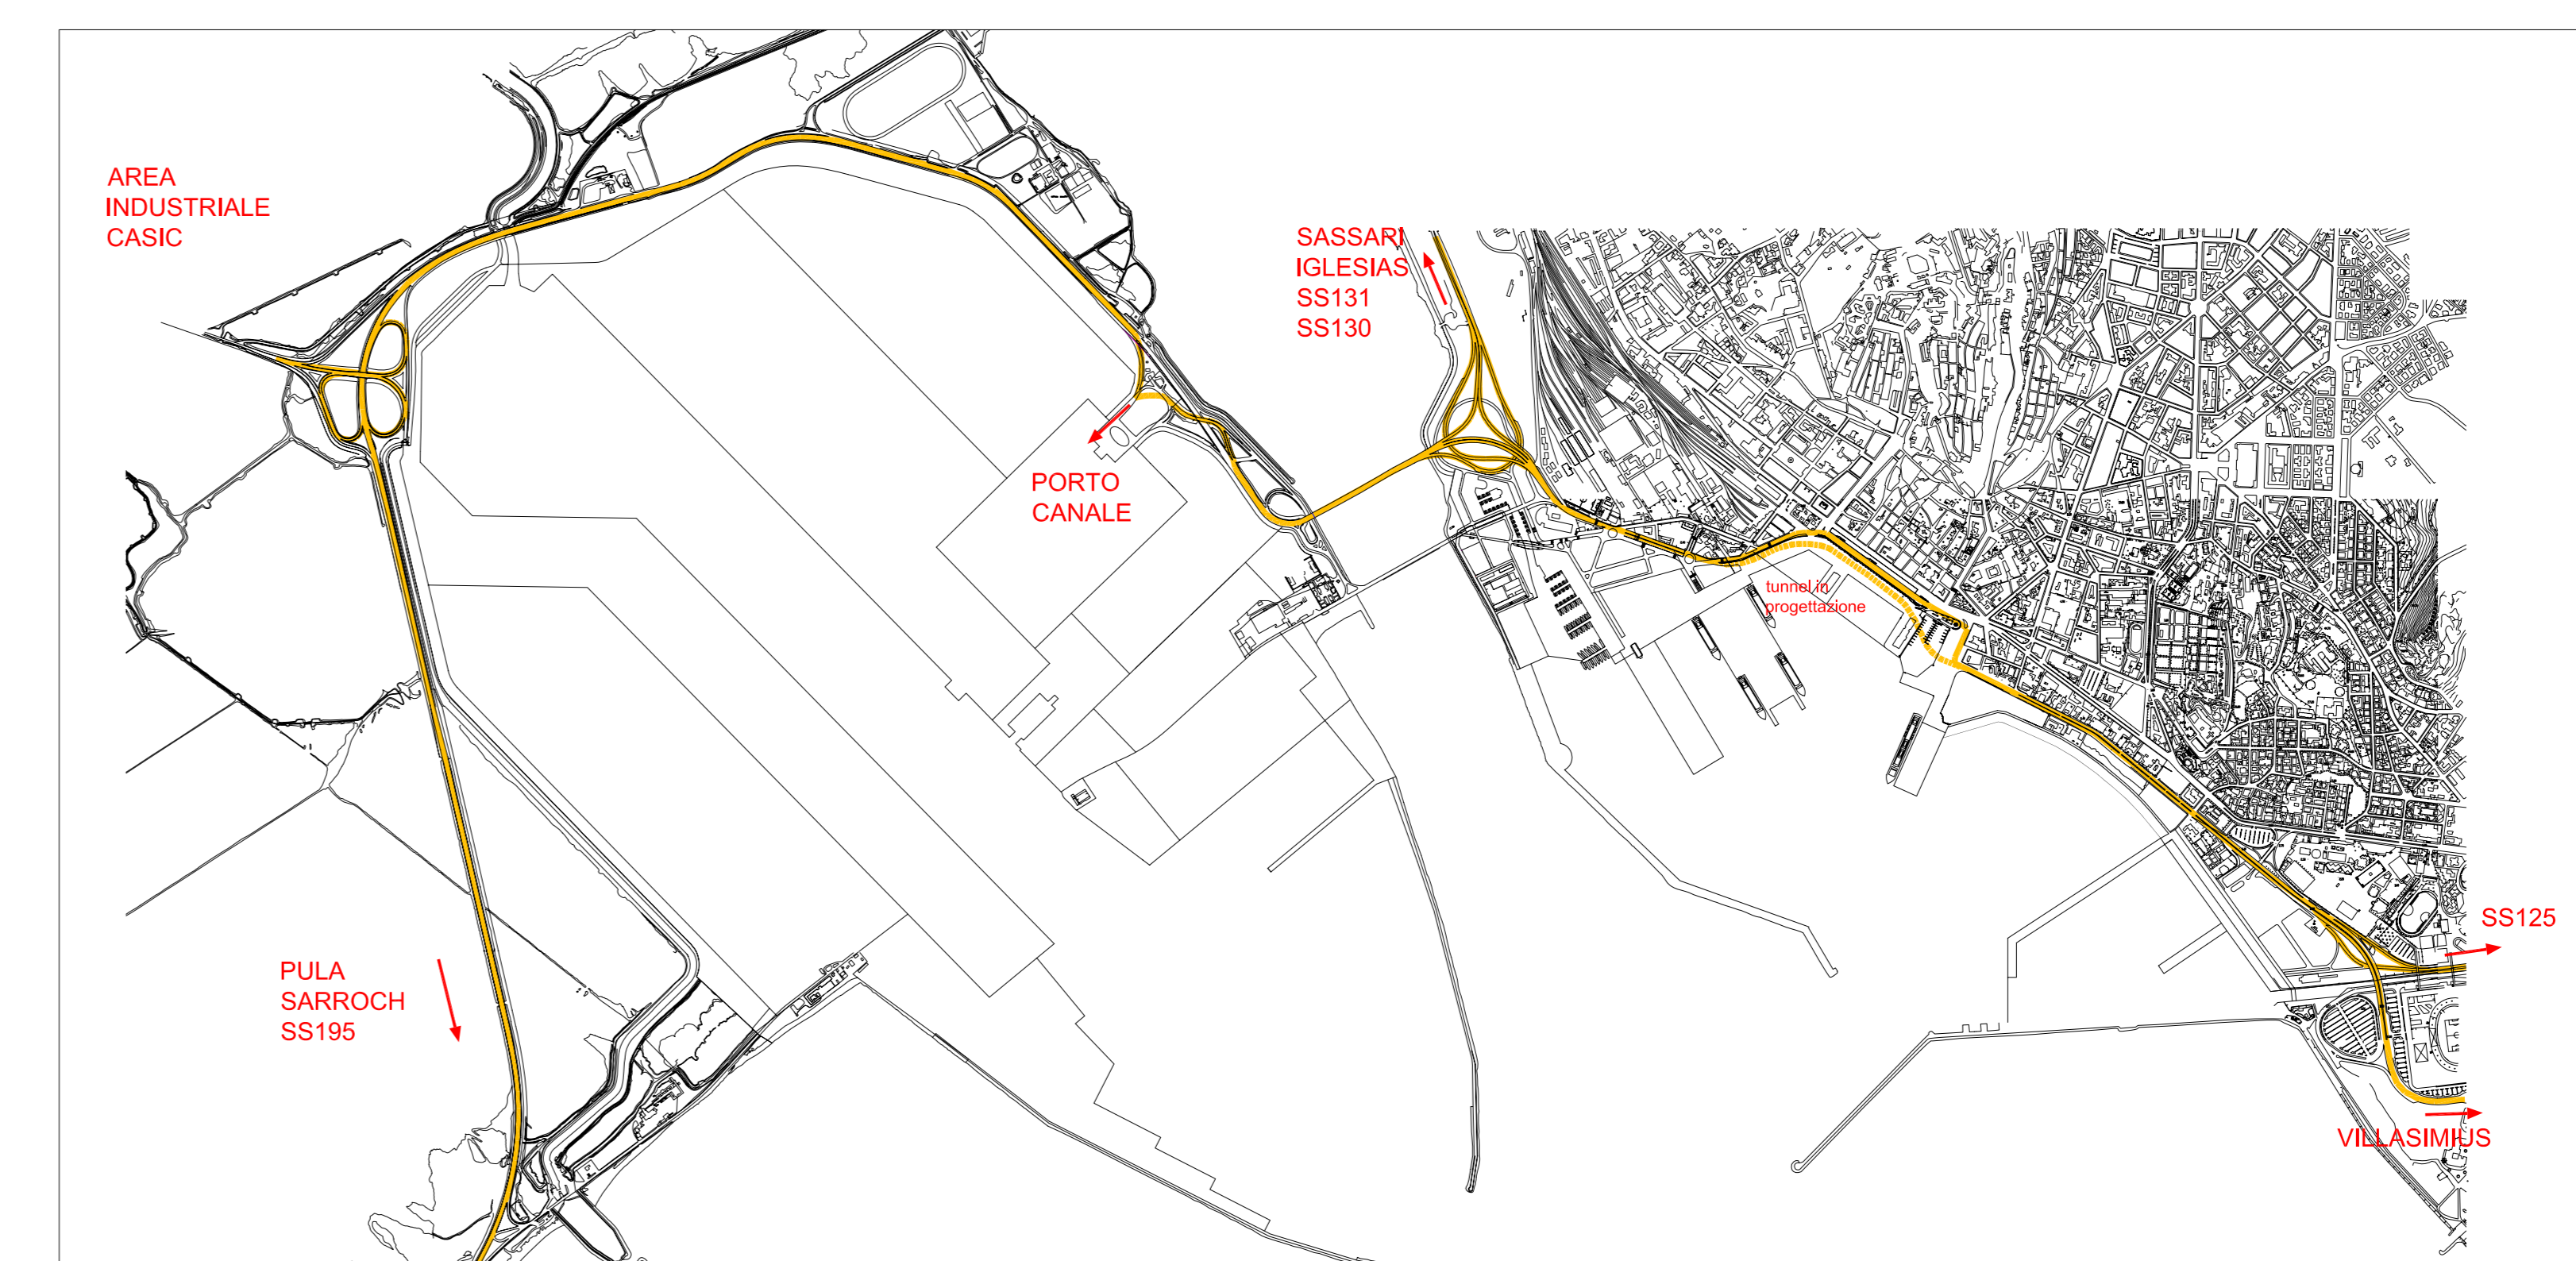 AREA
INDUSTRIALE
CASIC
SASSARI
IGLESIAS
SS131
SS130
PORTO
CANALE
tunnel in
progettazione
SS125
PULA
SARROCH
SS195
VILLASIMIUS